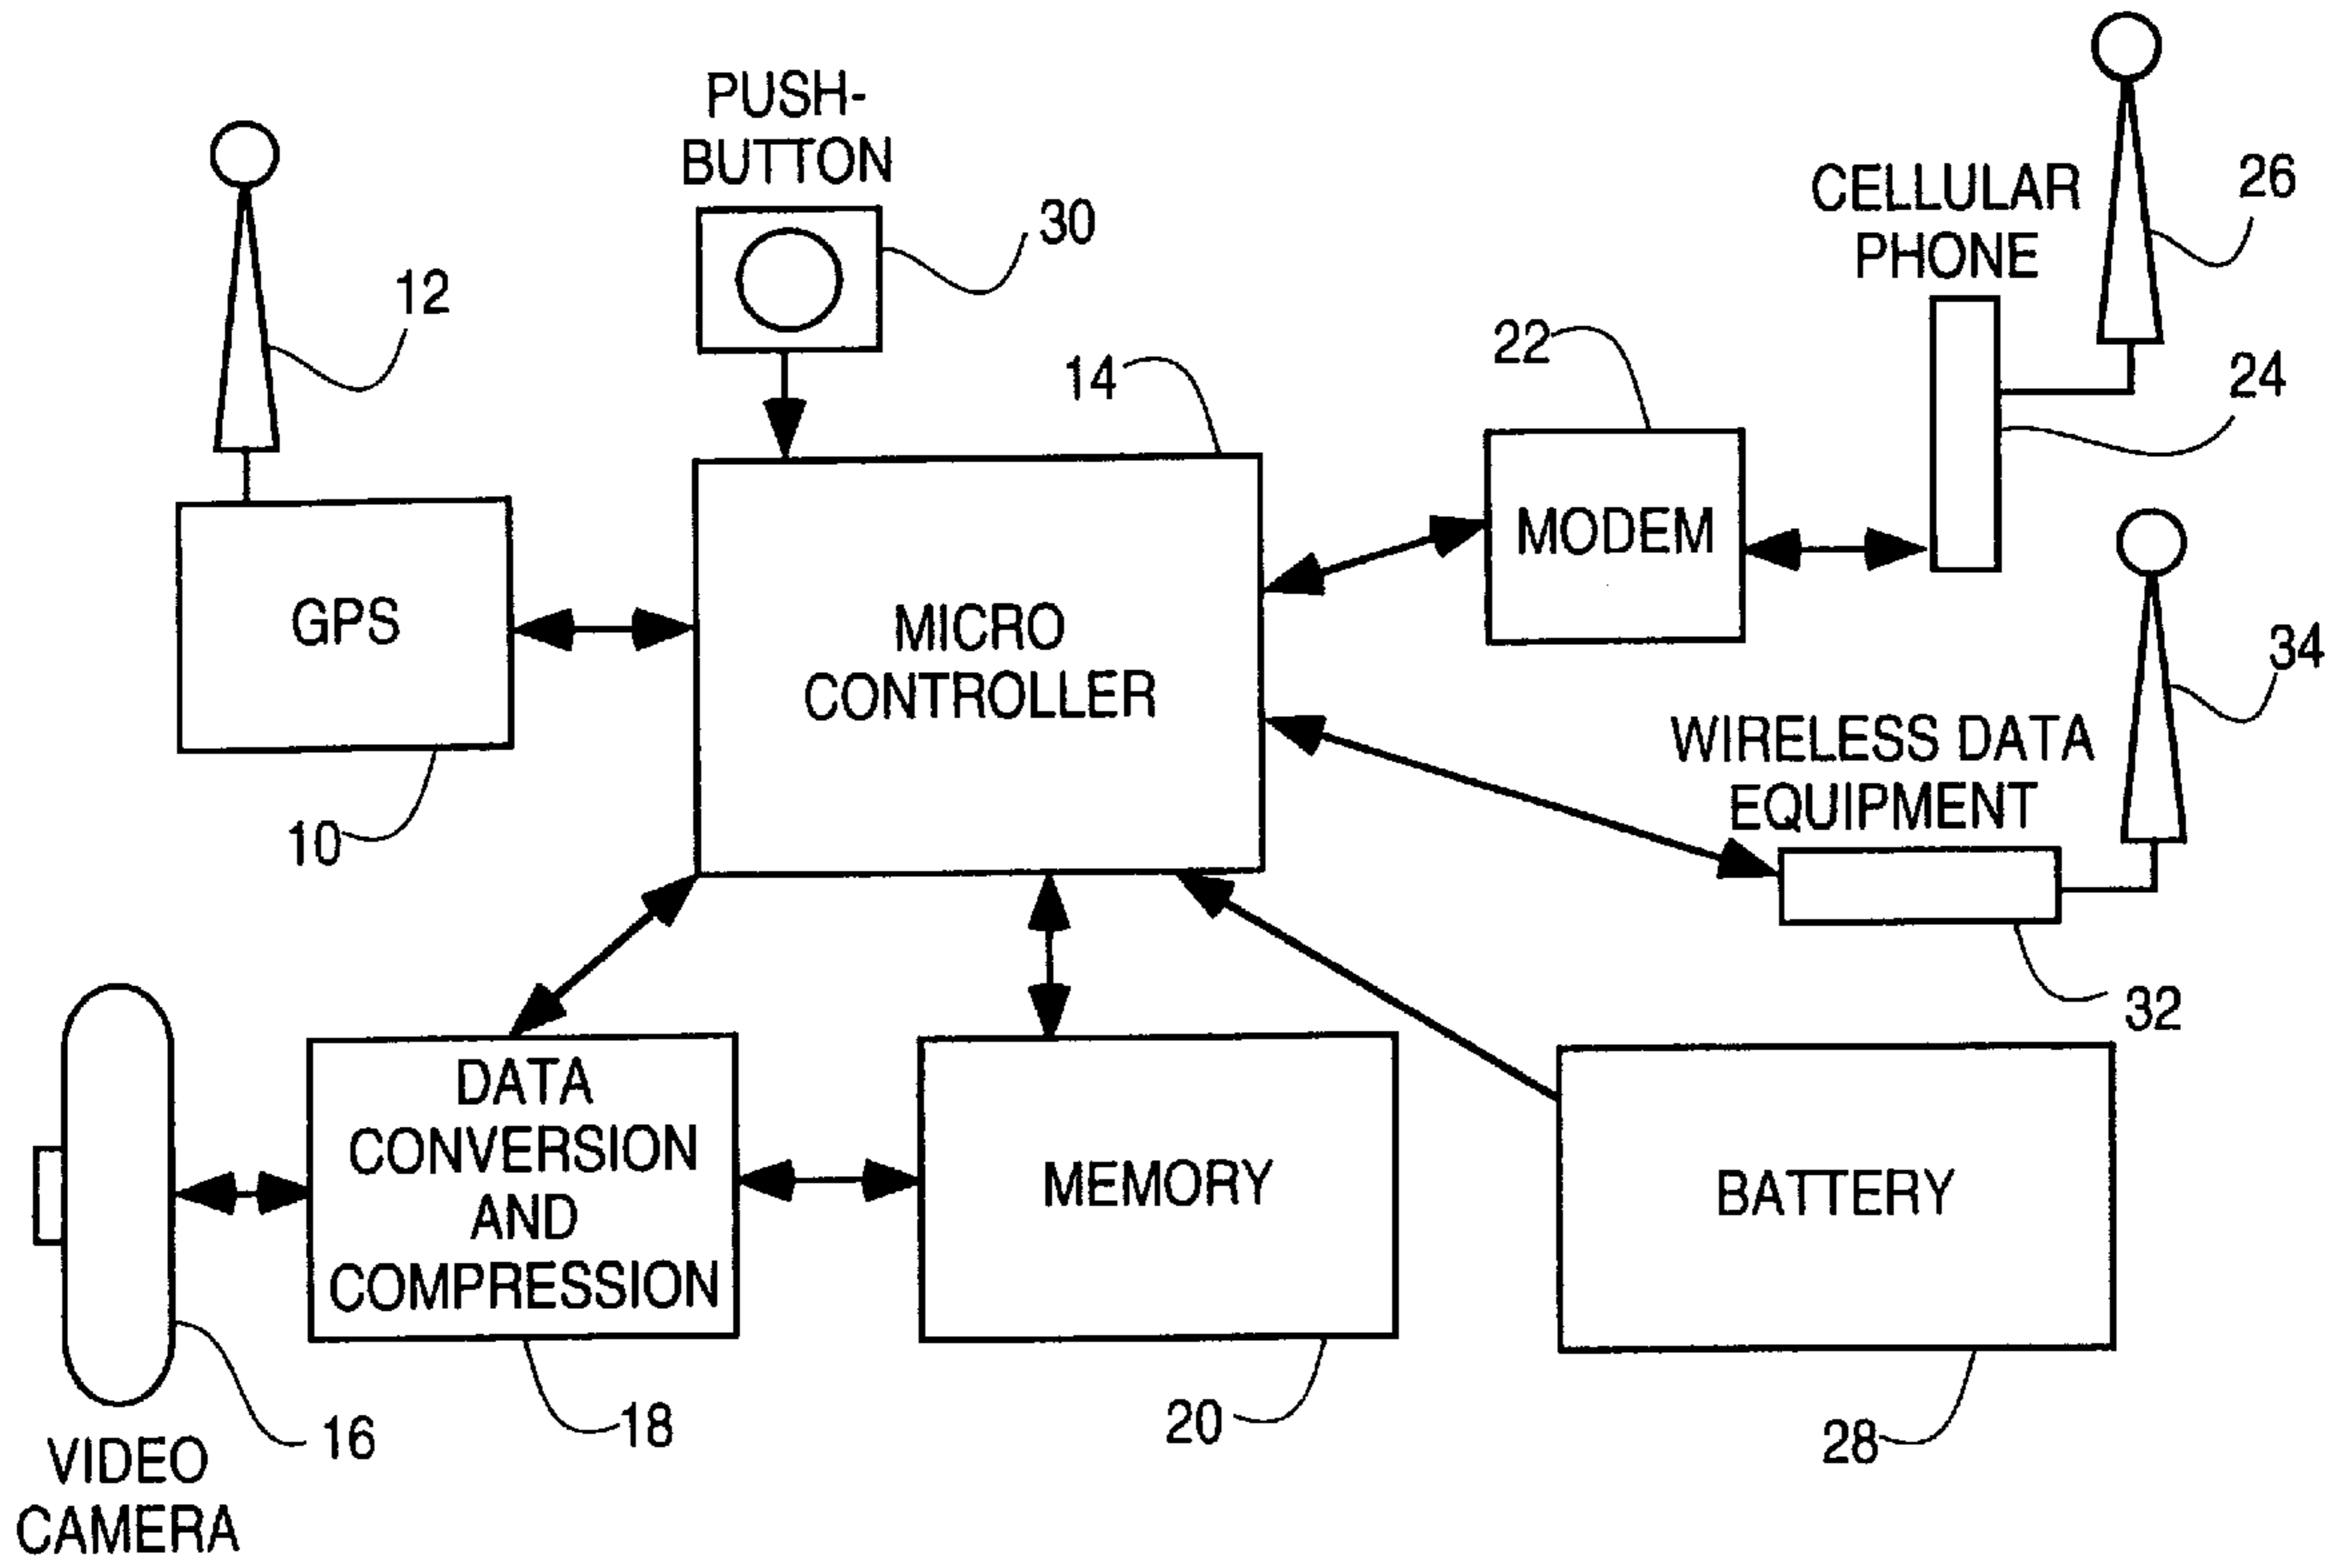 PUSH-
BUTTON
30
12
CELLULAR
PHONE
26
24
14
22
MODEM
GPS
10
MICRO
CONTROLLER
34
WIRELESS DATA
EQUIPMENT
32
DATA
CONVERSION
AND
COMPRESSION
18
MEMORY
20
BATTERY
28
16
VIDEO
CAMERA